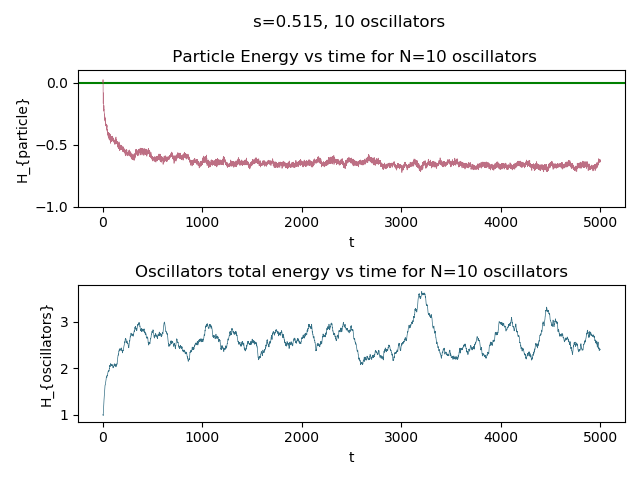 s=0.515, 10 oscillators
Particle Energy vs time for N=10 oscillators
H_{particle}
0.0
−0.5
−1.0
0
1000
2000
3000
4000
5000
t
Oscillators total energy vs time for N=10 oscillators
H_{oscillators}
3
2
1
0
1000
2000
3000
4000
5000
t